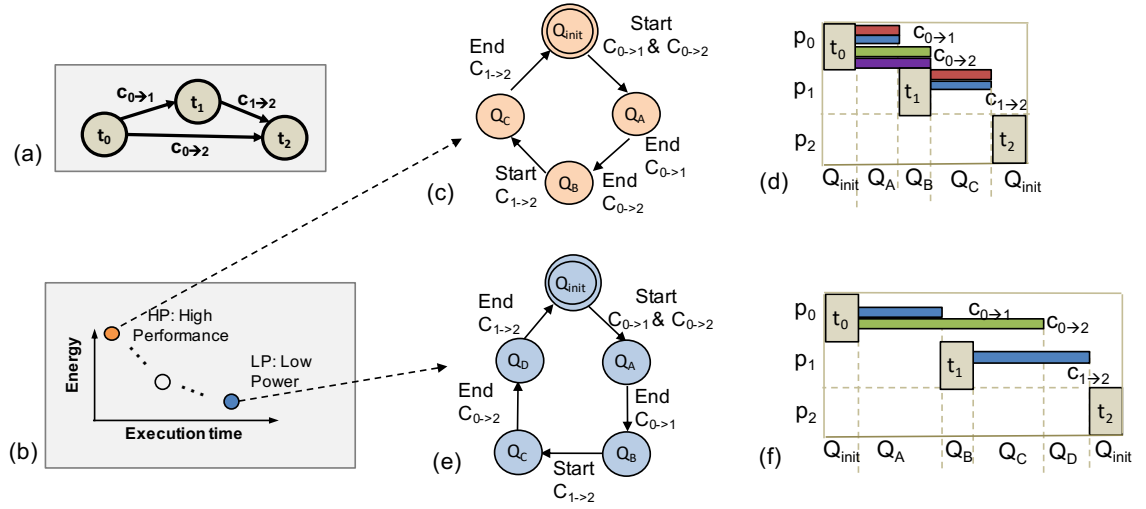 (a)
t0
c0→1
t1
c1→2
t2
c0→2
(b)
HP: High
Performance
LP: Low
Power
Energy
Execution time
(c)
Qinit
Start
C0->1 & C0->2
QA
End
C0->1
QB
End
C0->2
Start
C1->2
QC
End
C1->2
(d)
p0
p1
p2
t0
c0→1
c0→2
t1
c1→2
t2
Qinit QA QB QC Qinit
(e)
Qinit
Start
C0->1 & C0->2
QA
End
C0->1
QB
Start
C1->2
QC
End
C0->2
QD
End
C1->2
(f)
p0
p1
p2
t0
c0→1
c0→2
t1
c1→2
t2
Qinit QA QB QC QD Qinit